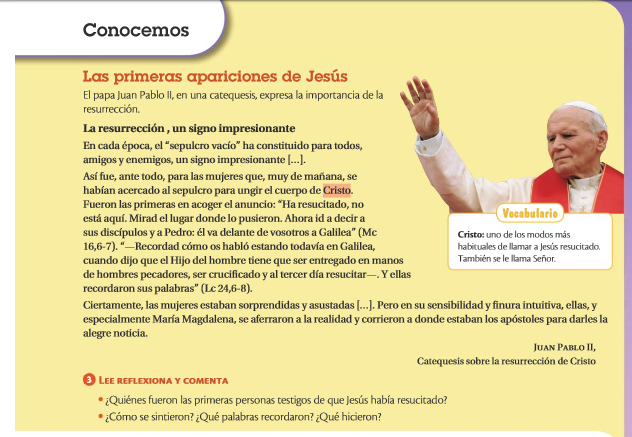 Conocemos
Las primeras apariciones de Jesús
El papa Juan Pablo II, en una catequesis, expresa la importancia de la
resurrección.
La resurrección , un signo impresionante
En cada época, el “sepulcro vacío” ha constituido para todos,
amigos y enemigos, un signo impresionante [...].
Así fue, ante todo, para las mujeres que, muy de mañana, se
habían acercado al sepulcro para ungir el cuerpo de Cristo.
Fueron las primeras en acoger el anuncio: “Ha resucitado, no
está aquí. Mirad el lugar donde lo pusieron. Ahora id a decir a
sus discípulos y a Pedro: él va delante de vosotros a Galilea” (Mc
16,6-7). “—Recordad cómo os habló estando todavía en Galilea,
cuando dijo que el Hijo del hombre tiene que ser entregado en manos
de hombres pecadores, ser crucificado y al tercer día resucitar—. Y ellas
recordaron sus palabras” (Lc 24,6-8).
Ciertamente, las mujeres estaban sorprendidas y asustadas [...]. Pero en su sensibilidad y finura intuitiva, ellas, y
especialmente María Magdalena, se aferraron a la realidad y corrieron a donde estaban los apóstoles para darles la
alegre noticia.
Juan Pablo II,
Catequesis sobre la resurrección de Cristo
Vocabulario
Cristo: uno de los modos más
habituales de llamar a Jesús resucitado.
También se le llama Señor.
3 Lee reflexiona y comenta
• ¿Quiénes fueron las primeras personas testigos de que Jesús había resucitado?
• ¿Cómo se sintieron? ¿Qué palabras recordaron? ¿Qué hicieron?